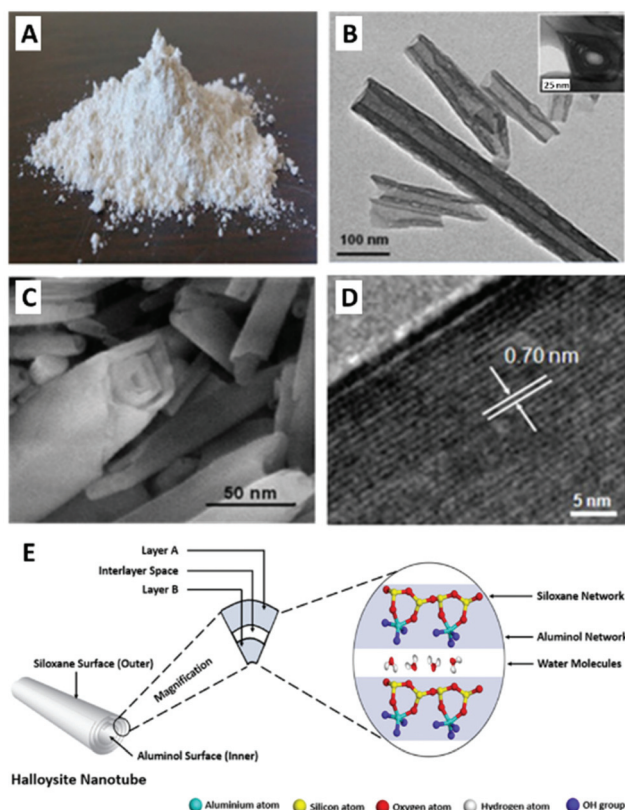 A
B
25 nm
100 nm
C
50 nm
D
0.70 nm
5 nm
E
Layer A
Interlayer Space
Layer B
Siloxane Surface (Outer)
Magnification
Aluminol Surface (Inner)
Halloysite Nanotube
Siloxane Network
Aluminol Network
Water Molecules
Aluminium atom Silicon atom Oxygen atom Hydrogen atom OH group